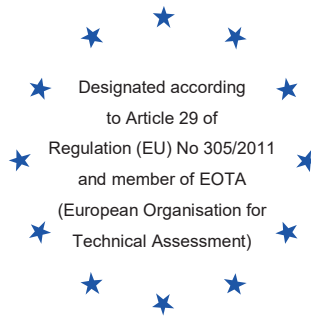 Designated according
to Article 29 of
Regulation (EU) No 305/2011
and member of EOTA
(European Organisation for
Technical Assessment)